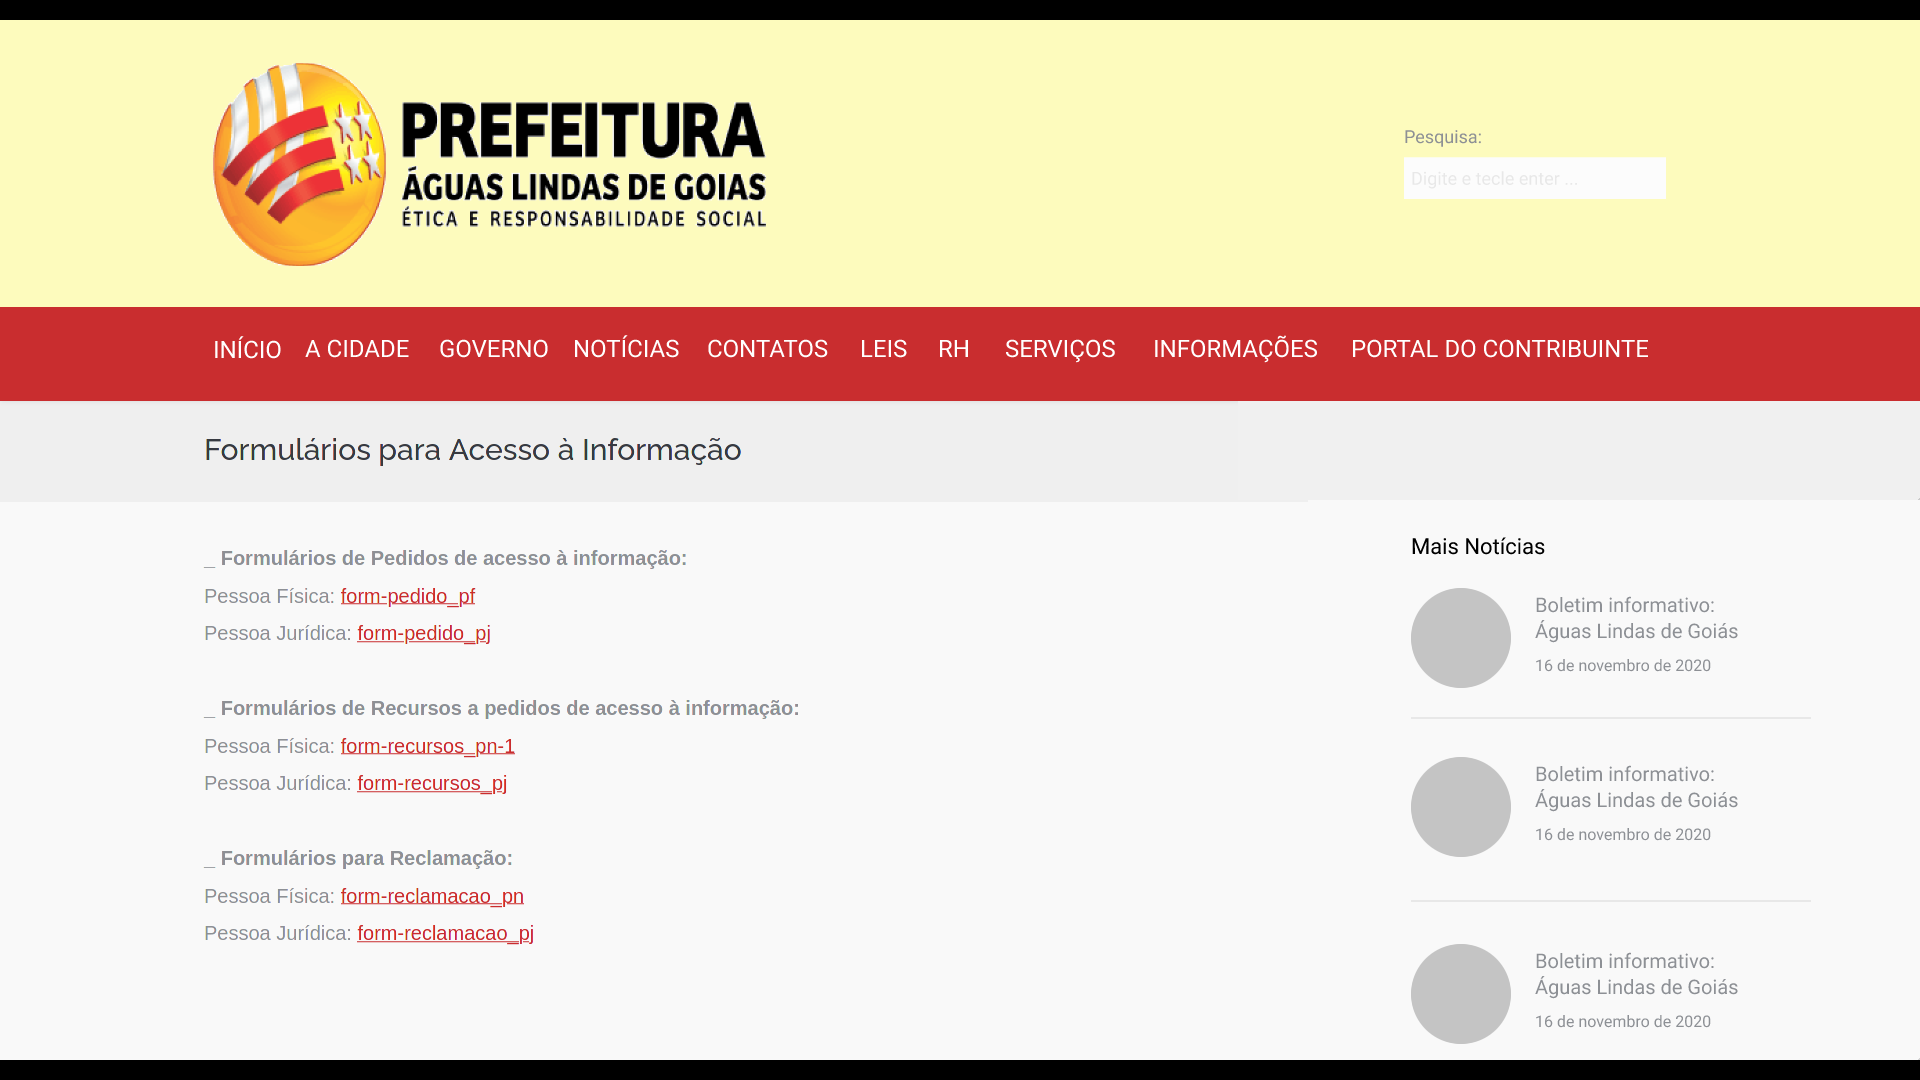 PREFEITURA
ÁGUAS LINDAS DE GOIAS
ÉTICA E RESPONSABILIDADE SOCIAL
Pesquisa:
Digite e tecle enter ...
INÍCIO A CIDADE GOVERNO NOTÍCIAS CONTATOS LEIS RH SERVIÇOS INFORMAÇÕES PORTAL DO CONTRIBUINTE
Formulários para Acesso à Informação
_ Formulários de Pedidos de acesso à informação:
Pessoa Física: form-pedido_pf
Pessoa Jurídica: form-pedido_pj
_ Formulários de Recursos a pedidos de acesso à informação:
Pessoa Física: form-recursos_pn-1
Pessoa Jurídica: form-recursos_pj
_ Formulários para Reclamação:
Pessoa Física: form-reclamacao_pn
Pessoa Jurídica: form-reclamacao_pj
Mais Notícias
Boletim informativo:
Águas Lindas de Goiás
16 de novembro de 2020
Boletim informativo:
Águas Lindas de Goiás
16 de novembro de 2020
Boletim informativo:
Águas Lindas de Goiás
16 de novembro de 2020